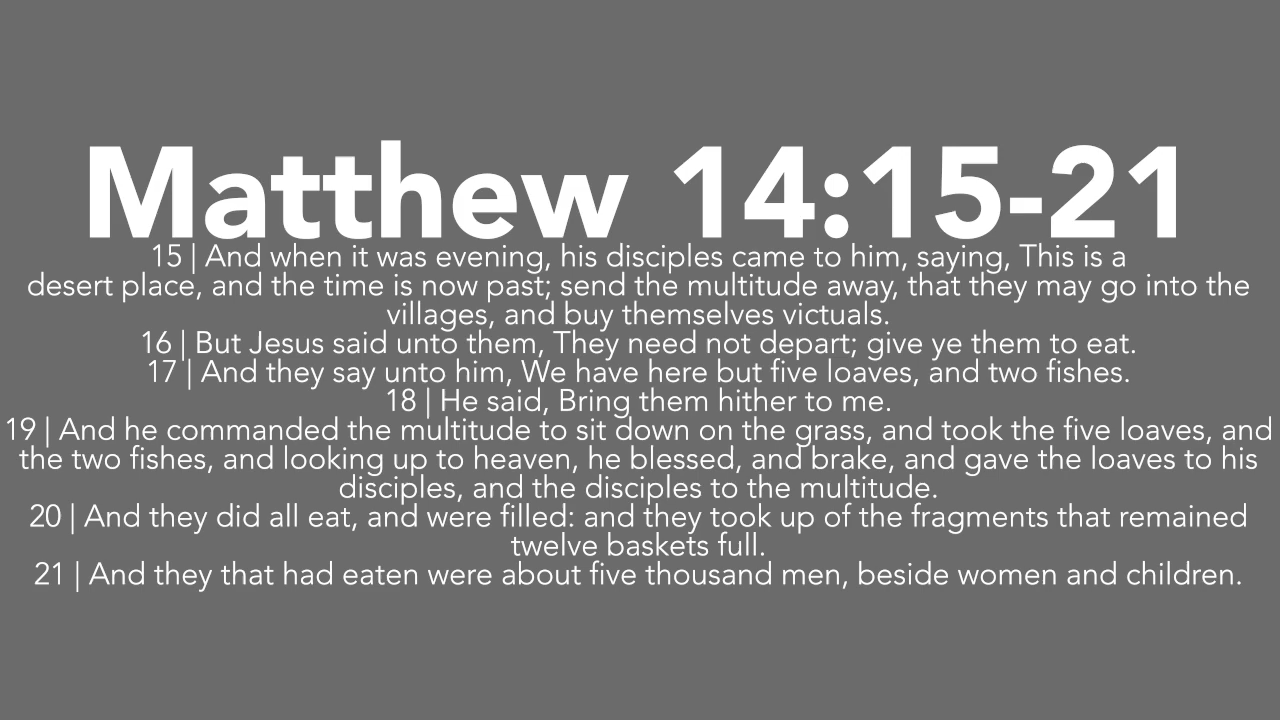 Matthew 14:15-21
15 | And when it was evening, his disciples came to him, saying, This is a
desert place, and the time is now past; send the multitude away, that they may go into the
villages, and buy themselves victuals.
16 | But Jesus said unto them, They need not depart; give ye them to eat.
17 | And they say unto him, We have here but five loaves, and two fishes.
18 | He said, Bring them hither to me.
19 | And he commanded the multitude to sit down on the grass, and took the five loaves, and
the two fishes, and looking up to heaven, he blessed, and brake, and gave the loaves to his
disciples, and the disciples to the multitude.
20 | And they did all eat, and were filled: and they took up of the fragments that remained
twelve baskets full.
21 | And they that had eaten were about five thousand men, beside women and children.